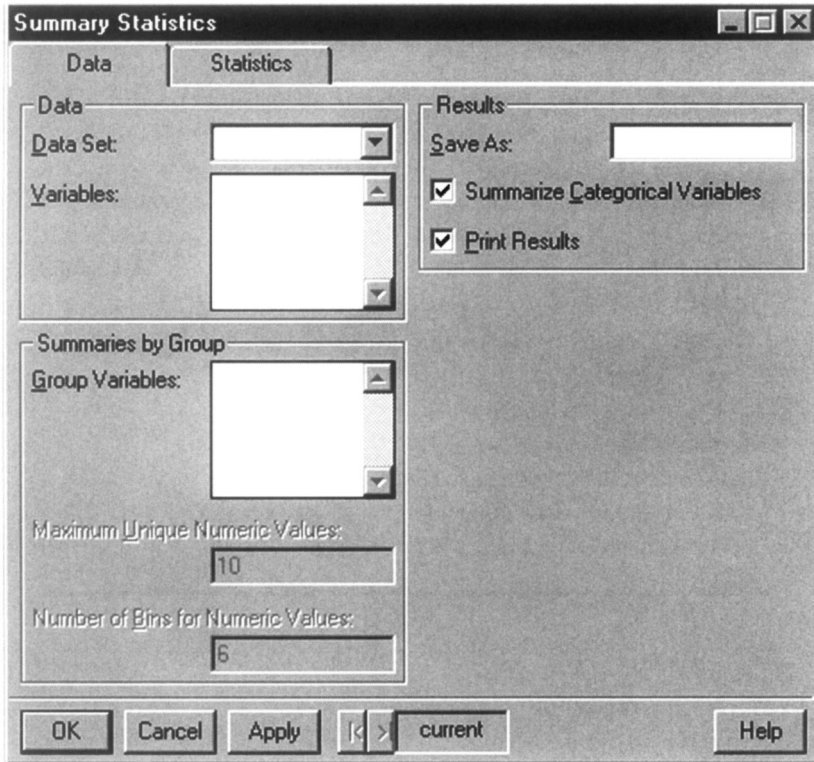 Summary Statistics
Data
Statistics
Data
Data Set:
Variables:
Summaries by Group
Group Variables:
Maximum Unique Numeric Values:
10
Number of Bins for Numeric Values:
6
Results
Save As:
Summarize Categorical Variables
Print Results
OK
Cancel
Apply
current
Help